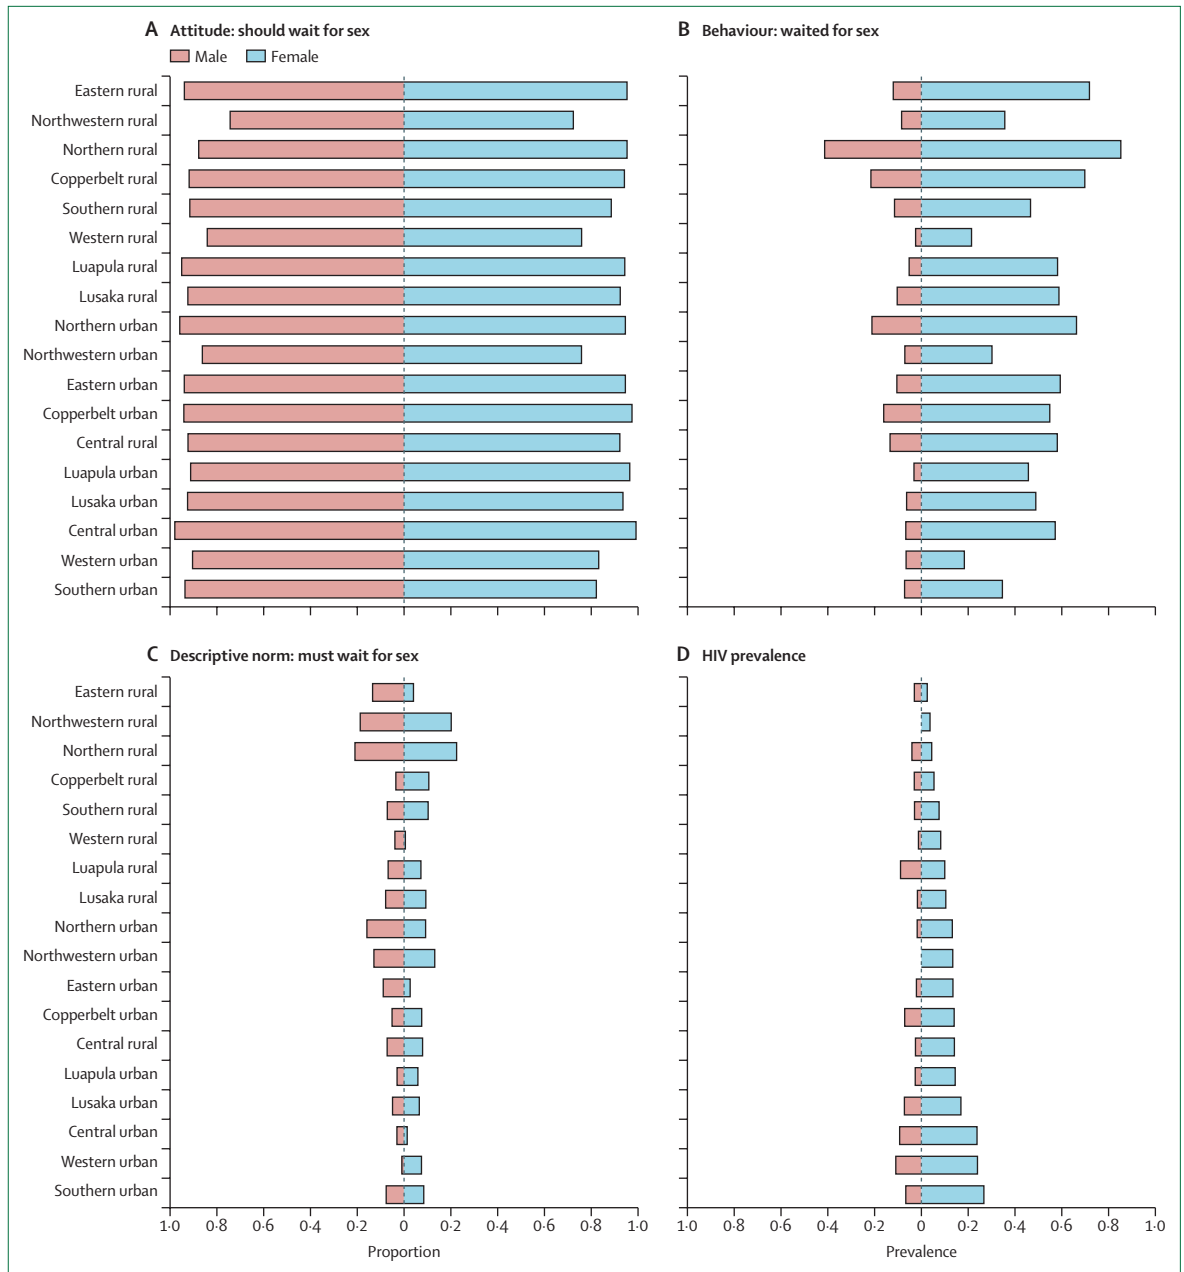 A Attitude: should wait for sex
Male Female
Eastern rural
Northwestern rural
Northern rural
Copperbelt rural
Southern rural
Western rural
Luapula rural
Lusaka rural
Northern urban
Northwestern urban
Eastern urban
Copperbelt urban
Central rural
Luapula urban
Lusaka urban
Central urban
Western urban
Southern urban
B Behaviour: waited for sex
C Descriptive norm: must wait for sex
Eastern rural
Northwestern rural
Northern rural
Copperbelt rural
Southern rural
Western rural
Luapula rural
Lusaka rural
Northern urban
Northwestern urban
Eastern urban
Copperbelt urban
Central rural
Luapula urban
Lusaka urban
Central urban
Western urban
Southern urban
1·0 0·8 0·6 0·4 0·2 0 0·2 0·4 0·6 0·8 1·0
Proportion
D HIV prevalence
1·0 0·8 0·6 0·4 0·2 0 0·2 0·4 0·6 0·8 1·0
Prevalence